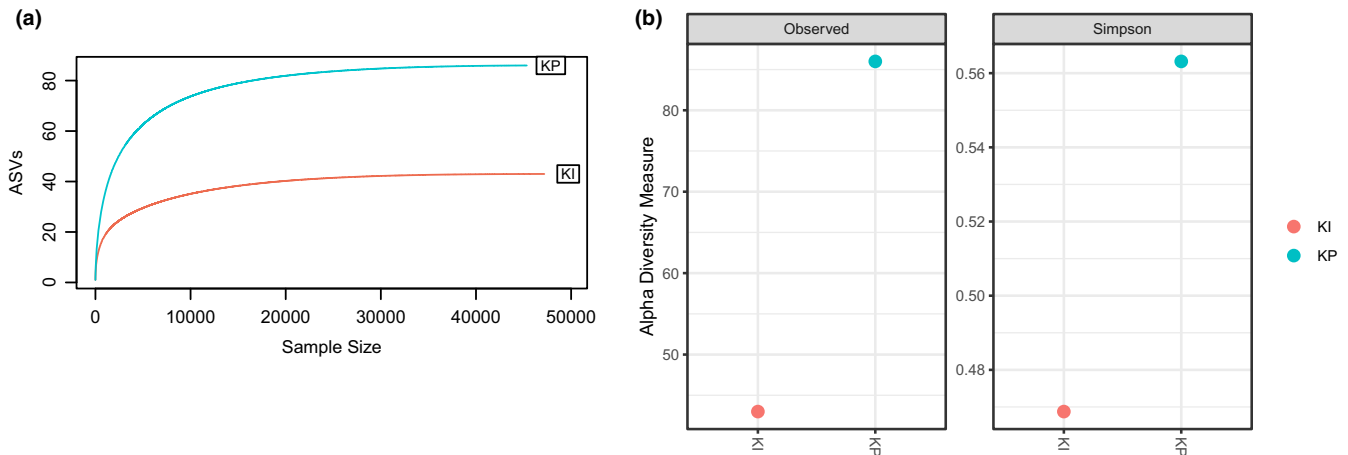 (a)
KP
KI
ASVs
0
20
40
60
80
0 10000 20000 30000 40000 50000
Sample Size
(b)
Observed
Simpson
Alpha Diversity Measure
80
70
60
50
0.56
0.54
0.52
0.50
0.48
KI
KP
KI
KP
KI
KP